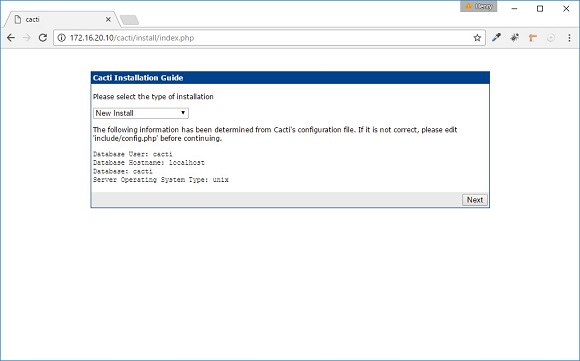 cacti
172.16.20.10/cacti/install/index.php
Cacti Installation Guide
Please select the type of installation
New Install
The following information has been determined from Cacti's configuration file. If it is not correct, please edit
'include/config.php' before continuing.
Database User: cacti
Database Hostname: localhost
Database: cacti
Server Operating System Type: unix
Next